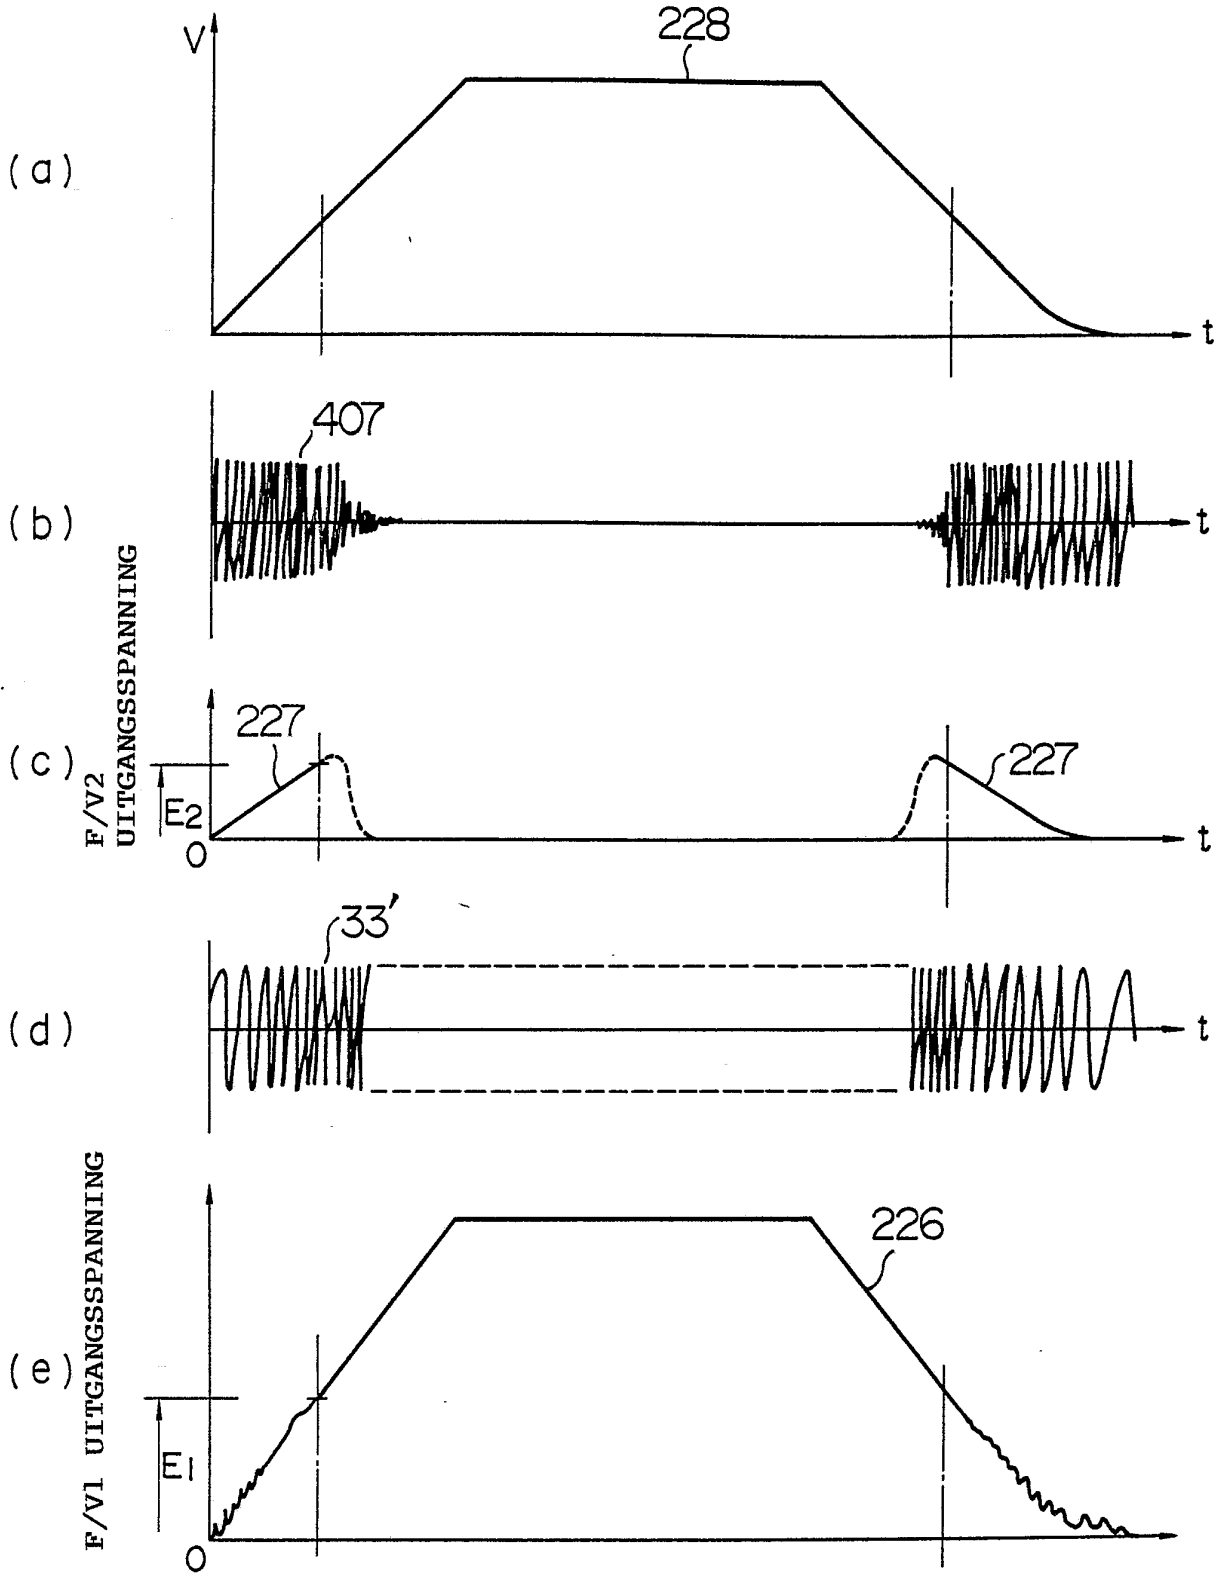 V
228
(a)
t
407
(b)
t
F/V2
UITGANGSSPANNING
(c)
227
227
E2
0
t
33'
(d)
t
F/V1 UITGANGSSPANNING
226
(e)
E1
0